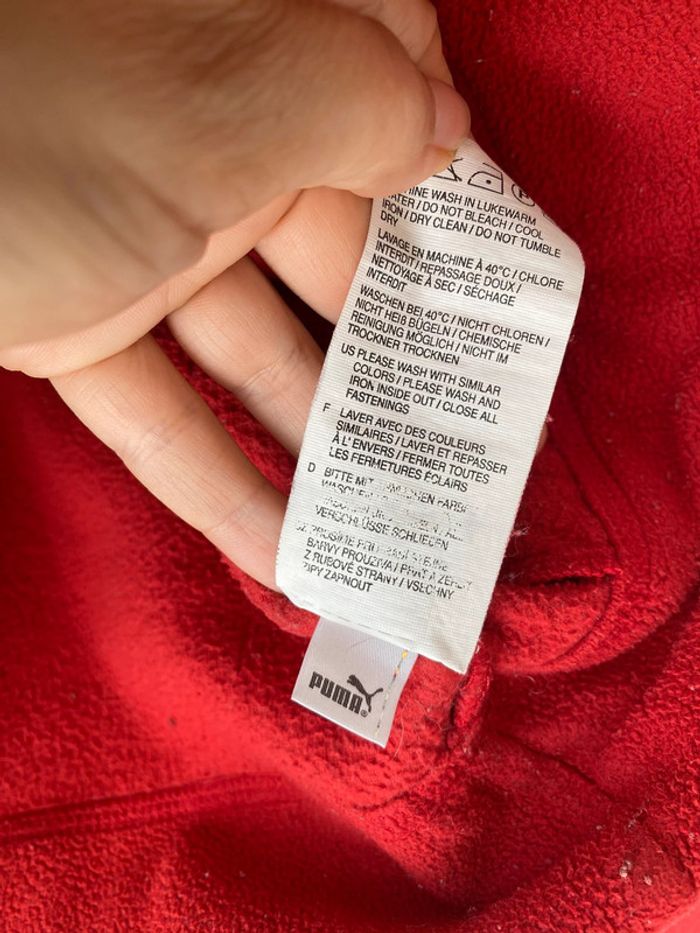 INE WASH IN LUKEWARM
ATER / DO NOT BLEACH / COOL
IRON / DRY CLEAN / DO NOT TUMBLE
DRY
LAVAGE EN MACHINE À 40°C / CHLORE
INTERDIT / REPASSAGE DOUX /
NETTOYAGE À SEC / SÉCHAGE
INTERDIT
WASCHEN BEI 40°C / NICHT CHLOREN /
NICHT HEIß BÜGELN / CHEMISCHE
REINIGUNG MÖGLICH / NICHT IM
TROCKNER TROCKNEN
US PLEASE WASH WITH SIMILAR
COLORS / PLEASE WASH AND
IRON INSIDE OUT / CLOSE ALL
FASTENINGS
F LAVER AVEC DES COULEURS
SIMILAIRES / LAVER ET REPASSER
À L' ENVERS / FERMER TOUTES
LES FERMETURES ÉCLAIRS
D BITTE MIT FARB
WASCHEN
VERSCHLÜSSE SCHLIEßEN
BARVY
Z RUBOVÉ STRANY / VŠECHNY
ZIPY ZAPNOUT
PUMA®